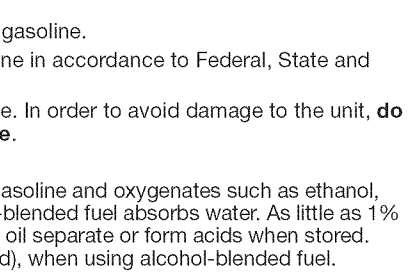 gasoline.
ne in accordance to Federal, State and
e. In order to avoid damage to the unit, do
e.
asoline and oxygenates such as ethanol,
-blended fuel absorbs water. As little as 1%
oil separate or form acids when stored.
d), when using alcohol-blended fuel.